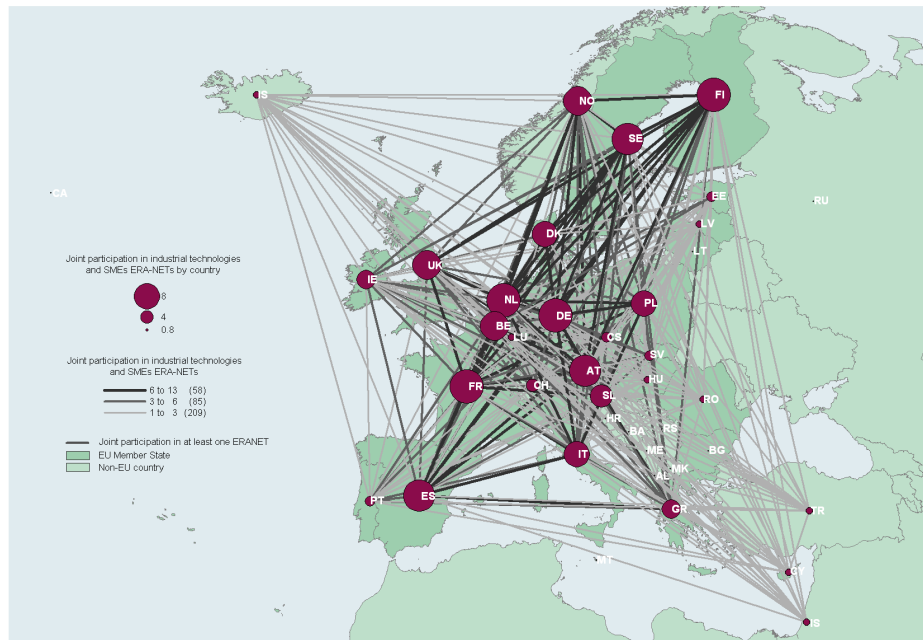 IS
NO
FI
SE
CA
EE
RU
LV
DK
LT
Joint participation in industrial technologies
and SMEs ERA-NETs by country
UK
IE
8
NL
PL
4
DE
BE
0.8
LU
CS
SV
Joint participation in industrial technologies
and SMEs ERA-NETs
AT
HU
FR
CH
6 to 13 (58)
SL
RO
3 to 6 (85)
1 to 3 (209)
HR
BA
RS
Joint participation in at least one ERANET
ME
BG
EU Member State
IT
Non-EU country
MK
AL
ES
PT
GR
TR
MT
CY
IS